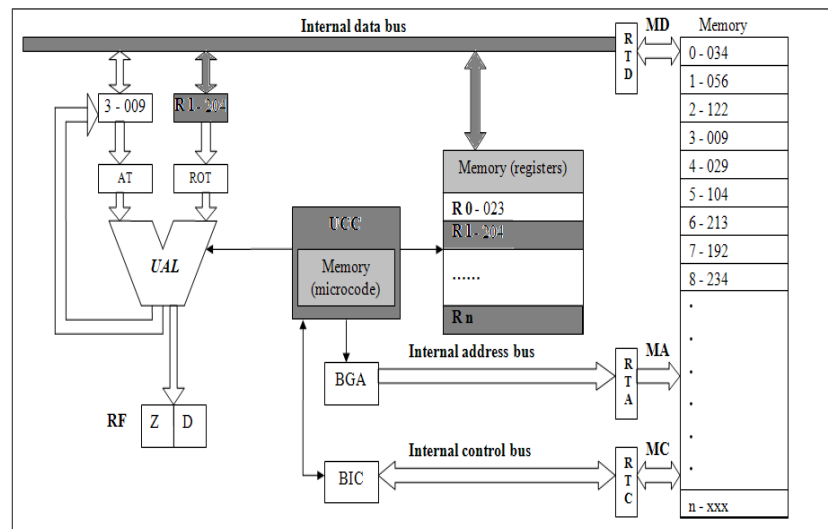 Internal data bus
R
T
D
MD
Memory
0 - 034
1 - 056
2 - 122
3 - 009
4 - 029
5 - 104
6 - 213
7 - 192
8 - 234
.
.
.
.
.
.
n - xxx
3 - 009
R1 - 204
AT
ROT
UAL
RF
Z
D
UCC
Memory
(microcode)
Memory (registers)
R0 - 023
R1 - 204
......
Rn
BGA
Internal address bus
R
T
A
MA
BIC
Internal control bus
R
T
C
MC